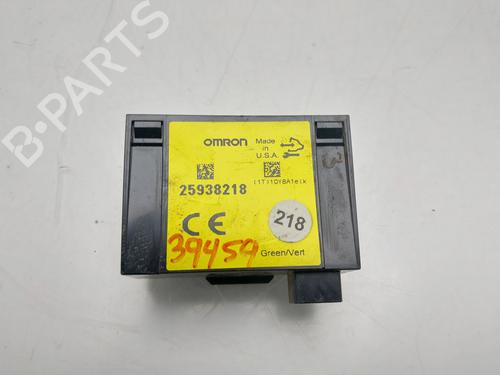 B-PARTS
OMRON
Made
in
U.S.A.
25938218
CE
218
39459
Green/Vert